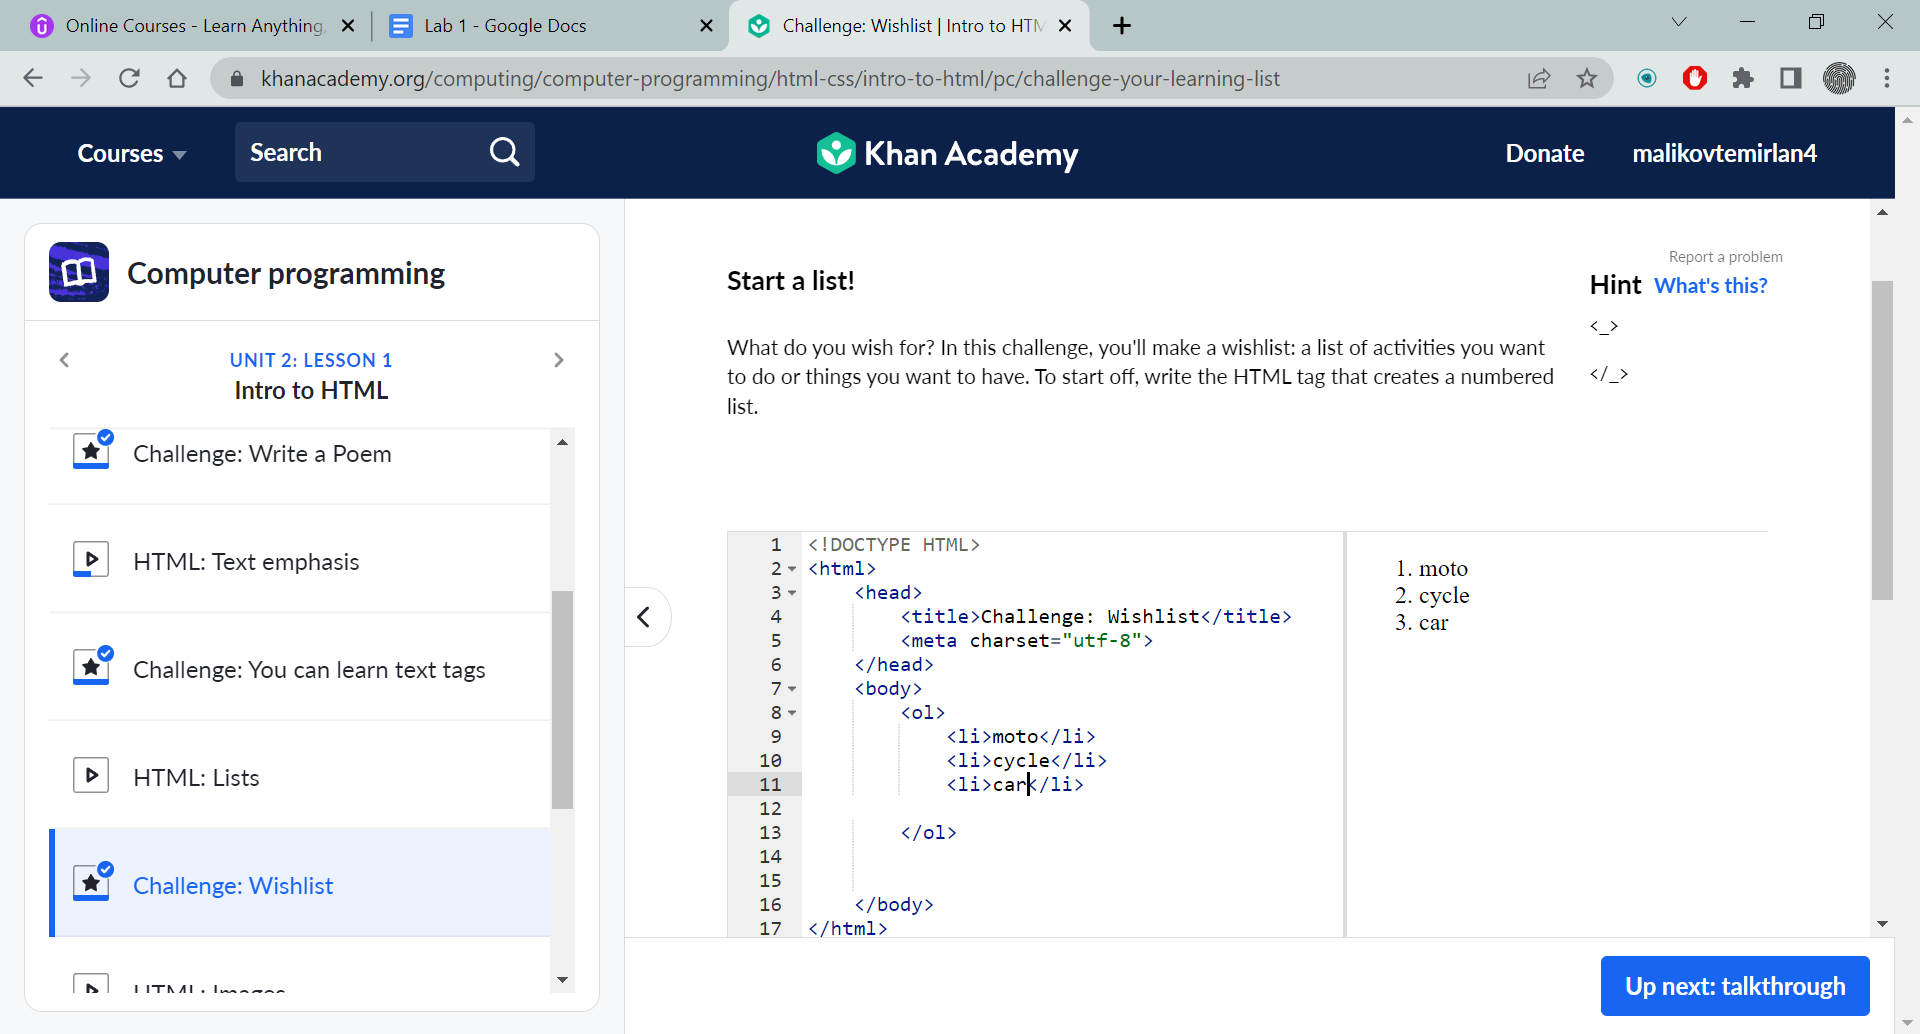 Online Courses - Learn Anything,
Lab 1 - Google Docs
Challenge: Wishlist | Intro to HTM
khanacademy.org/computing/computer-programming/html-css/intro-to-html/pc/challenge-your-learning-list
Courses
Search
Khan Academy
Donate
malikovtemirlan4
Computer programming
UNIT 2: LESSON 1
Intro to HTML
Challenge: Write a Poem
HTML: Text emphasis
Challenge: You can learn text tags
HTML: Lists
Challenge: Wishlist
HTML: Images
Start a list!
What do you wish for? In this challenge, you'll make a wishlist: a list of activities you want
to do or things you want to have. To start off, write the HTML tag that creates a numbered
list.
Report a problem
Hint What's this?
<_>
</_>
1 <!DOCTYPE HTML>
2 <html>
3 <head>
4 <title>Challenge: Wishlist</title>
5 <meta charset="utf-8">
6 </head>
7 <body>
8 <ol>
9 <li>moto</li>
10 <li>cycle</li>
11 <li>car</li>
12
13 </ol>
14
15
16 </body>
17 </html>
1. moto
2. cycle
3. car
Up next: talkthrough